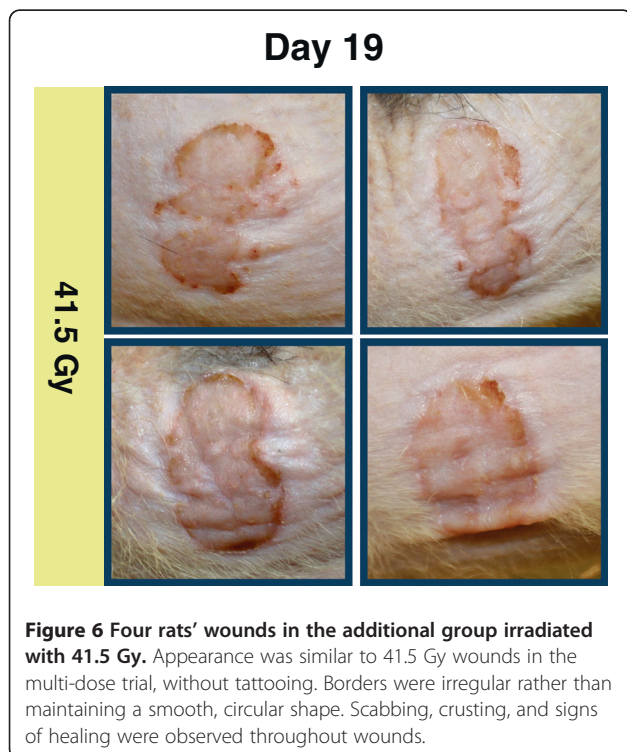 Day 19
41.5 Gy
Figure 6 Four rats' wounds in the additional group irradiated
with 41.5 Gy. Appearance was similar to 41.5 Gy wounds in the
multi-dose trial, without tattooing. Borders were irregular rather than
maintaining a smooth, circular shape. Scabbing, crusting, and signs
of healing were observed throughout wounds.